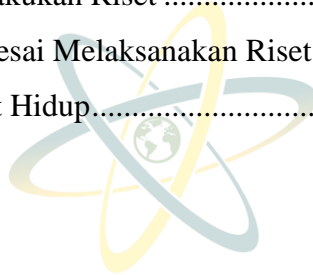 akukan Riset ....................
esai Melaksanakan Riset
t Hidup..............................